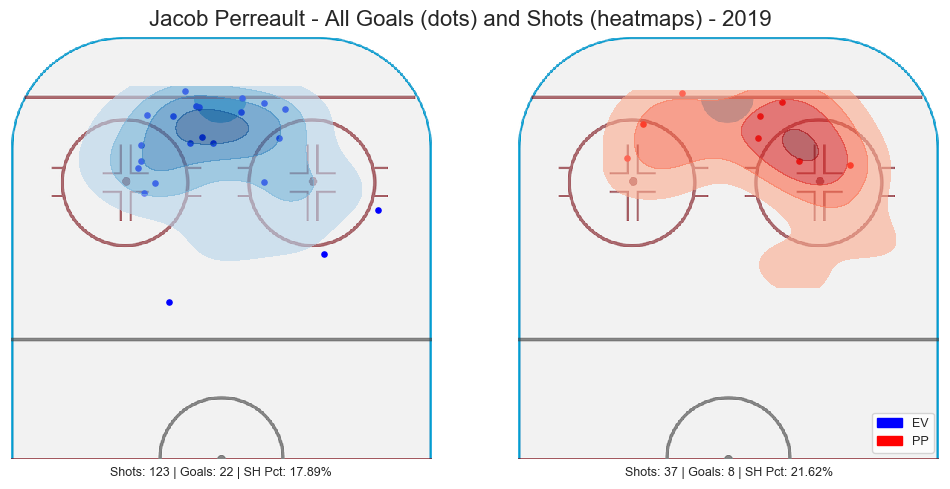 Jacob Perreault - All Goals (dots) and Shots (heatmaps) - 2019
EV
PP
Shots: 123 | Goals: 22 | SH Pct: 17.89%
Shots: 37 | Goals: 8 | SH Pct: 21.62%